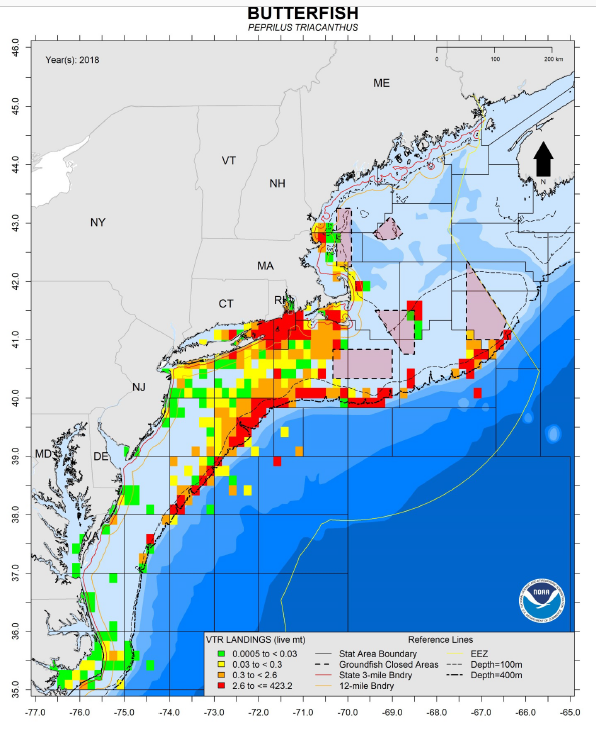 BUTTERFISH
PEPRILUS TRIACANTHUS
Year(s): 2018
0 100 200 km
ME
VT
NH
NY
MA
CT
RI
NJ
MD
DE
VA
N
NOAA
46.0
45.0
44.0
43.0
42.0
41.0
40.0
39.0
38.0
37.0
36.0
35.0
VTR LANDINGS (live mt)
0.0005 to < 0.03
0.03 to < 0.3
0.3 to < 2.6
2.6 to <= 423.2
Reference Lines
Stat Area Boundary
Groundfish Closed Areas
State 3-mile Bndry
12-mile Bndry
EEZ
Depth=100m
Depth=400m
-77.0 -76.0 -75.0 -74.0 -73.0 -72.0 -71.0 -70.0 -69.0 -68.0 -67.0 -66.0 -65.0